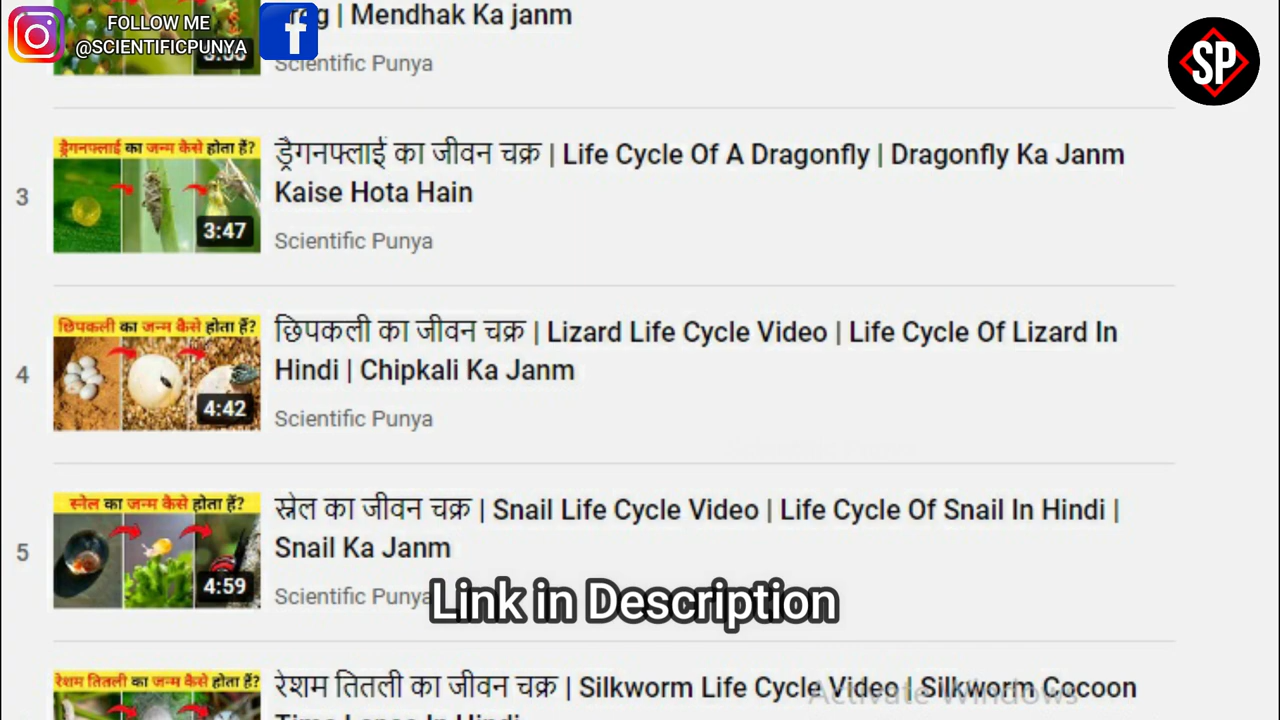 FOLLOW ME
@SCIENTIFICPUNYA
f
SP
| Mendhak Ka janm
Scientific Punya
3
ड्रैगनफ्लाई का जन्म कैसे होता हैं?
3:47
ड्रैगनफ्लाई का जीवन चक्र | Life Cycle Of A Dragonfly | Dragonfly Ka Janm
Kaise Hota Hain
Scientific Punya
4
छिपकली का जन्म कैसे होता हैं?
4:42
छिपकली का जीवन चक्र | Lizard Life Cycle Video | Life Cycle Of Lizard In
Hindi | Chipkali Ka Janm
Scientific Punya
5
स्नेल का जन्म कैसे होता हैं?
4:59
स्नेल का जीवन चक्र | Snail Life Cycle Video | Life Cycle Of Snail In Hindi |
Snail Ka Janm
Scientific Punya
Link in Description
रेशम तितली का जन्म कैसे होता हैं?
रेशम तितली का जीवन चक्र | Silkworm Life Cycle Video | Silkworm Cocoon
Activate Windows